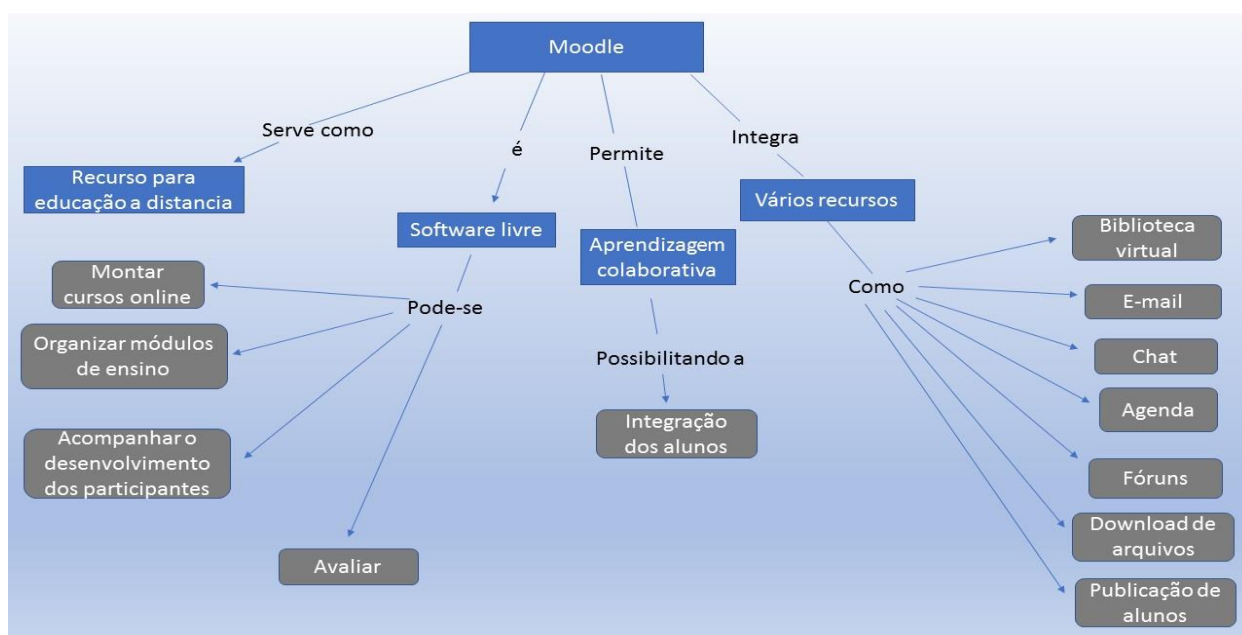 Moodle
Serve como
é
Permite
Integra
Recurso para
educação a distancia
Software livre
Aprendizagem
colaborativa
Vários recursos
Montar
cursos online
Organizar módulos
de ensino
Acompanhar o
desenvolvimento
dos participantes
Avaliar
Pode-se
Possibilitando a
Integração
dos alunos
Como
Biblioteca
virtual
E-mail
Chat
Agenda
Fóruns
Download de
arquivos
Publicação de
alunos